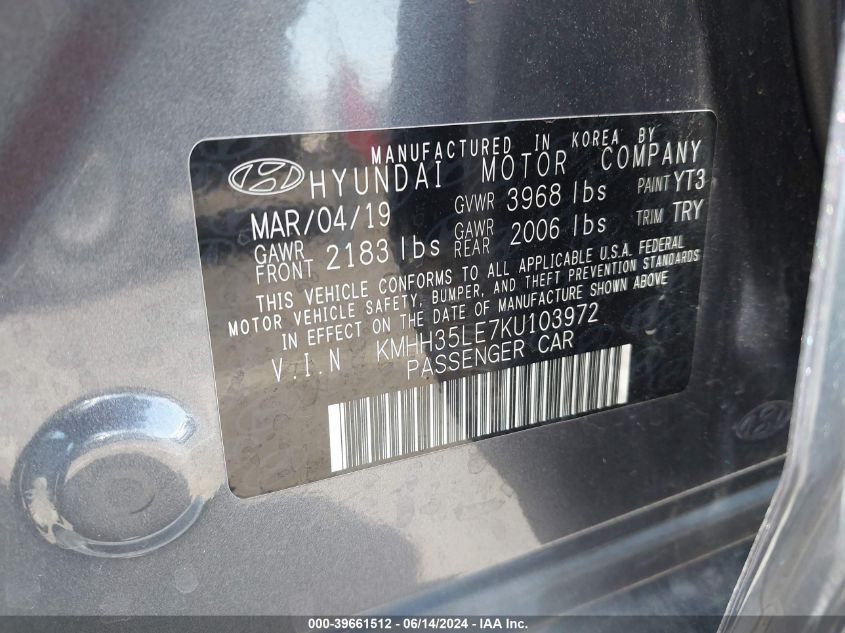 MANUFACTURED IN KOREA BY
HYUNDAI MOTOR COMPANY
MAR/04/19 GVWR 3968 lbs PAINT YT3
GAWR FRONT 2183 lbs GAWR REAR 2006 lbs TRIM TRY
THIS VEHICLE CONFORMS TO ALL APPLICABLE U.S.A. FEDERAL
MOTOR VEHICLE SAFETY, BUMPER, AND THEFT PREVENTION STANDARDS
IN EFFECT ON THE DATE OF MANUFACTURE SHOWN ABOVE
V.I.N KMHH35LE7KU103972
PASSENGER CAR
000-39661512 / 06/14/2024 - IAA Inc.